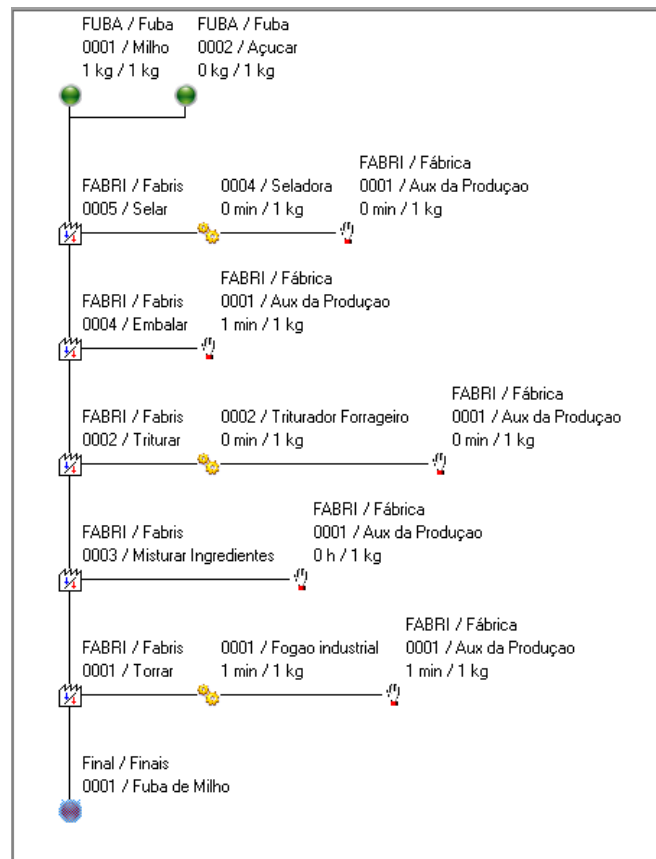 FUBA / Fuba
0001 / Milho
1 kg / 1 kg
FUBA / Fuba
0002 / Açucar
0 kg / 1 kg
FABRI / Fabris
0005 / Selar
0004 / Seladora
0 min / 1 kg
FABRI / Fábrica
0001 / Aux da Produçao
0 min / 1 kg
FABRI / Fabris
0004 / Embalar
FABRI / Fábrica
0001 / Aux da Produçao
1 min / 1 kg
FABRI / Fabris
0002 / Triturar
0002 / Triturador Forrageiro
0 min / 1 kg
FABRI / Fábrica
0001 / Aux da Produçao
0 min / 1 kg
FABRI / Fabris
0003 / Misturar Ingredientes
FABRI / Fábrica
0001 / Aux da Produçao
0 h / 1 kg
FABRI / Fabris
0001 / Torrar
0001 / Fogao industrial
1 min / 1 kg
FABRI / Fábrica
0001 / Aux da Produçao
1 min / 1 kg
Final / Finais
0001 / Fuba de Milho